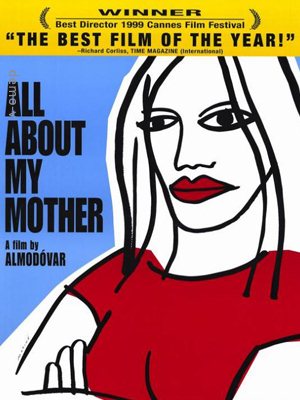 WINNER
Best Director 1999 Cannes Film Festival
"THE BEST FILM OF THE YEAR!"
–Richard Corliss, TIME MAGAZINE (International)
ALL
ABOUT
MY
MOTHER
A film by
ALMODÓVAR